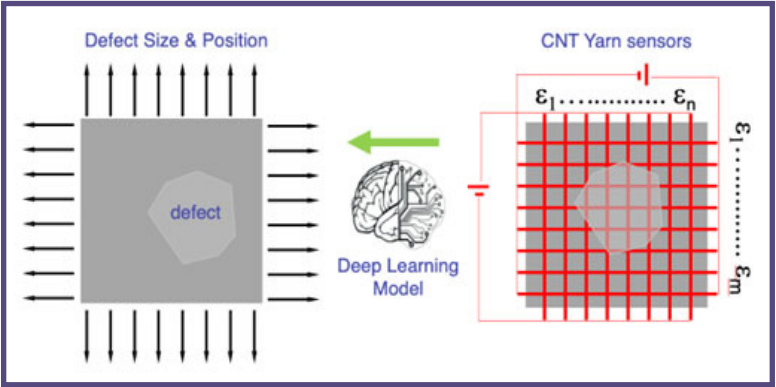 Defect Size & Position
CNT Yarn sensors
ε1.................εn
ε1.................εm
defect
Deep Learning
Model